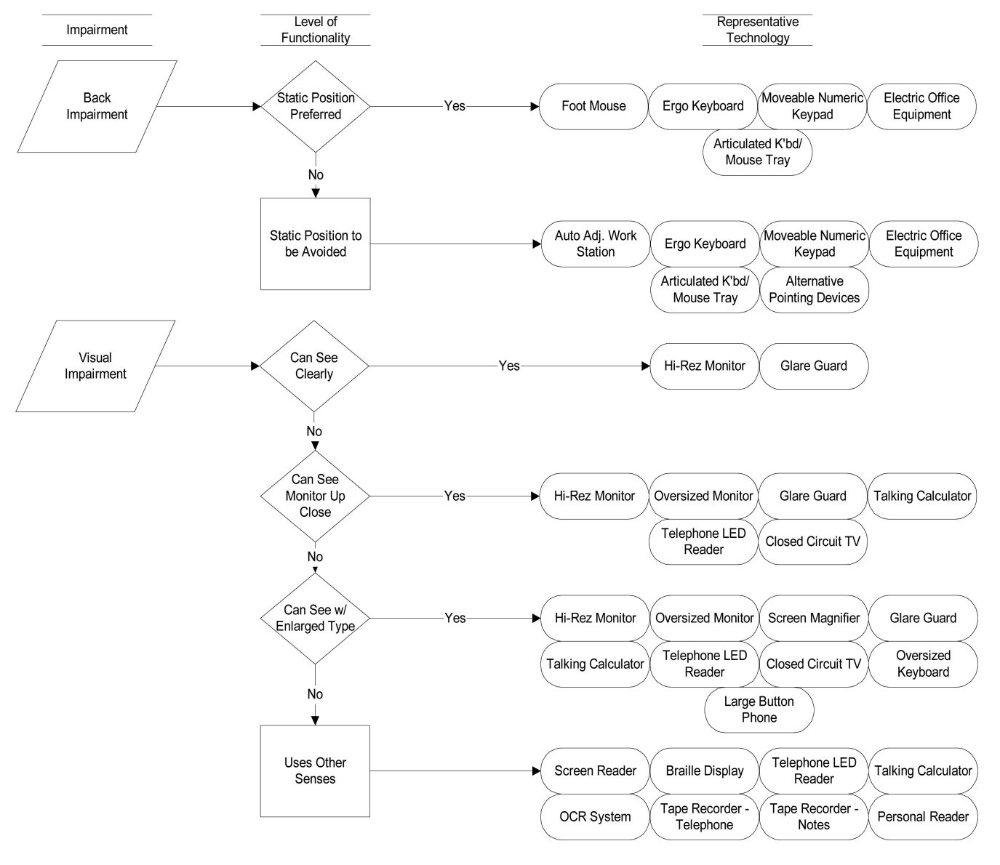 Impairment
Level of
Functionality
Representative
Technology
Back
Impairment
Static Position
Preferred
Yes
Foot Mouse
Ergo Keyboard
Moveable Numeric
Keypad
Electric Office
Equipment
Articulated K'bd/
Mouse Tray
No
Static Position to
be Avoided
Auto Adj. Work
Station
Ergo Keyboard
Moveable Numeric
Keypad
Electric Office
Equipment
Articulated K'bd/
Mouse Tray
Alternative
Pointing Devices
Visual
Impairment
Can See
Clearly
Yes
Hi-Rez Monitor
Glare Guard
No
Can See
Monitor Up
Close
Yes
Hi-Rez Monitor
Oversized Monitor
Glare Guard
Talking Calculator
Telephone LED
Reader
Closed Circuit TV
No
Can See w/
Enlarged Type
Yes
Hi-Rez Monitor
Oversized Monitor
Screen Magnifier
Glare Guard
Talking Calculator
Telephone LED
Reader
Closed Circuit TV
Oversized
Keyboard
Large Button
Phone
No
Uses Other
Senses
Screen Reader
Braille Display
Telephone LED
Reader
Talking Calculator
OCR System
Tape Recorder -
Telephone
Tape Recorder -
Notes
Personal Reader